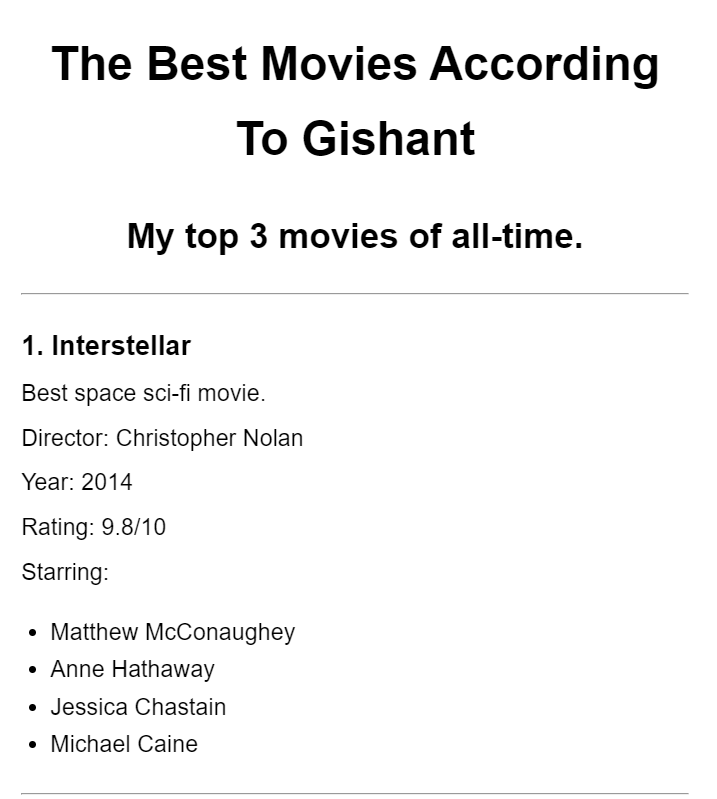 The Best Movies According
To Gishant
My top 3 movies of all-time.
1. Interstellar
Best space sci-fi movie.
Director: Christopher Nolan
Year: 2014
Rating: 9.8/10
Starring:
• Matthew McConaughey
• Anne Hathaway
• Jessica Chastain
• Michael Caine